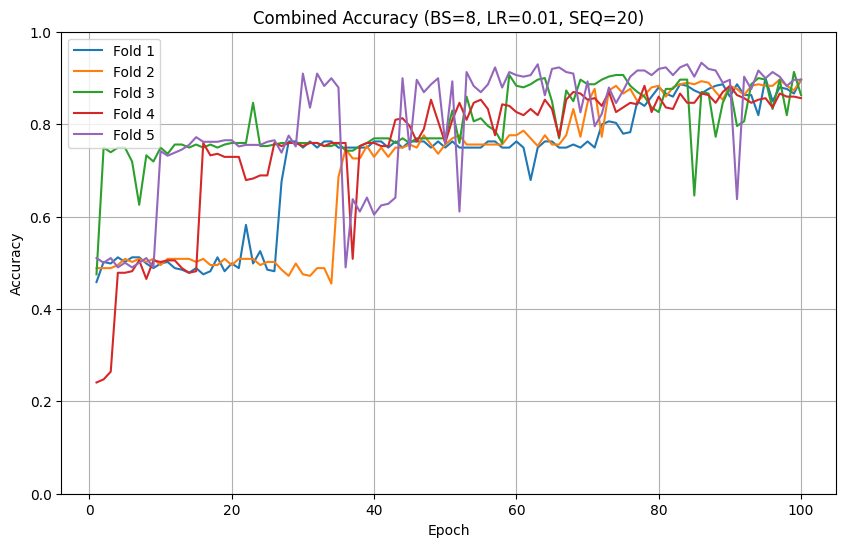 Combined Accuracy (BS=8, LR=0.01, SEQ=20)
Fold 1
Fold 2
Fold 3
Fold 4
Fold 5
Accuracy
1.0
0.8
0.6
0.4
0.2
0.0
0 20 40 60 80 100
Epoch